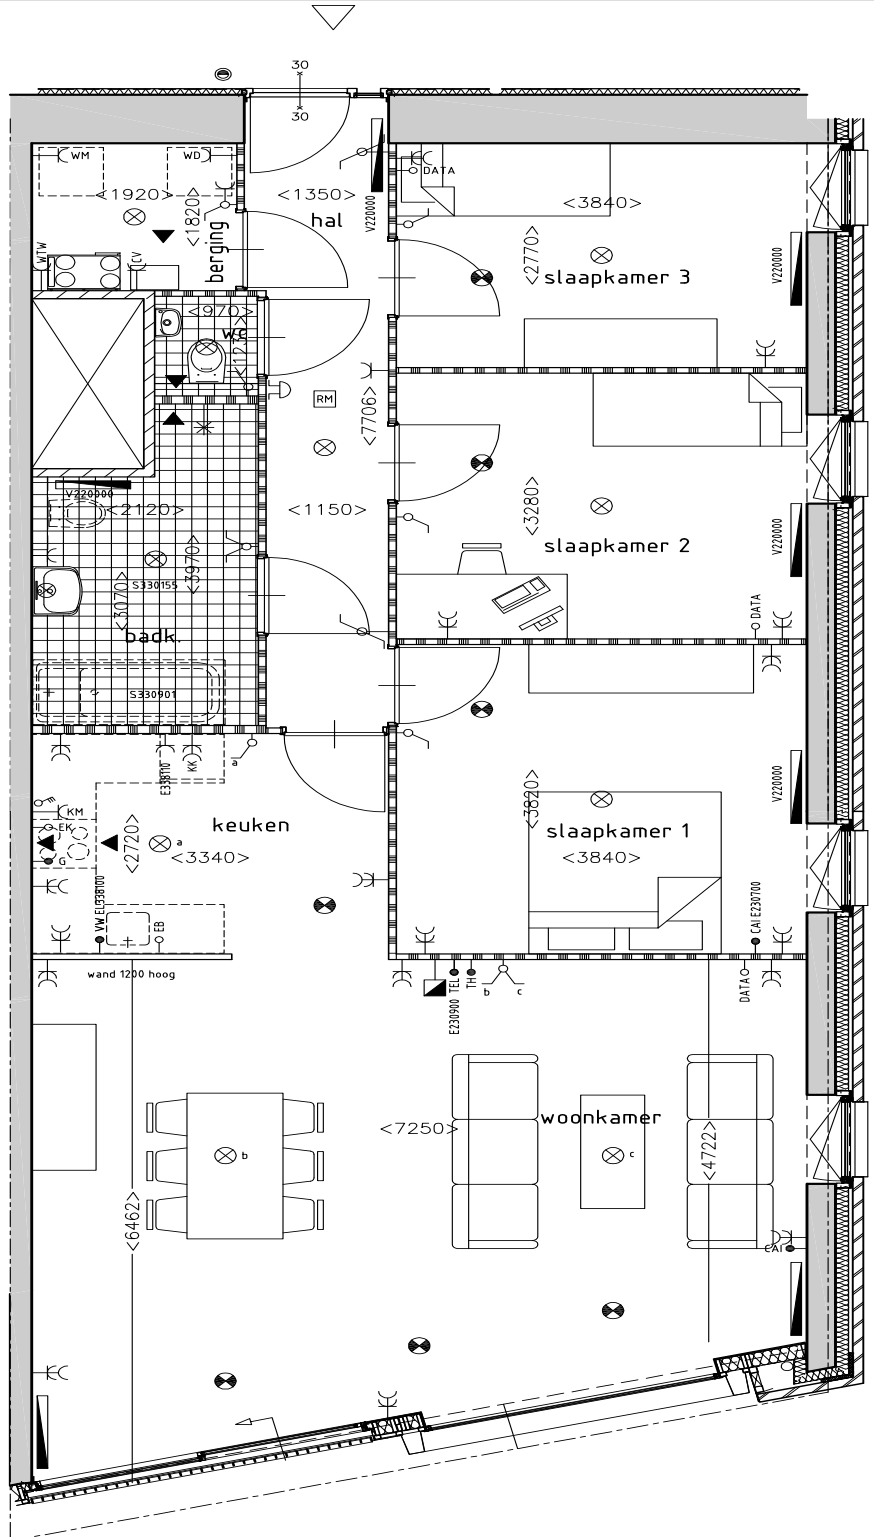 30
30
WM
WD
<1920>
<1820>
berging
<1350>
hal
V220000
DATA
<3840>
<2770>
slaapkamer 3
V220000
WTW
CV
<970>
wc
RM
<7706>
V220000
<2120>
<1150>
<3280>
slaapkamer 2
V220000
<3970>
S330155
<3070>
badk.
DATA
S330901
a
E338110
KK
V220000
KM
EK
G
<2720>
a
keuken
<3340>
<3820>
slaapkamer 1
<3840>
VW EL338100
EB
CAI E230700
wand 1200 hoog
E230900
TEL
TH
b
c
DATA
woonkamer
<7250>
<4722>
b
c
<6462>
CAI